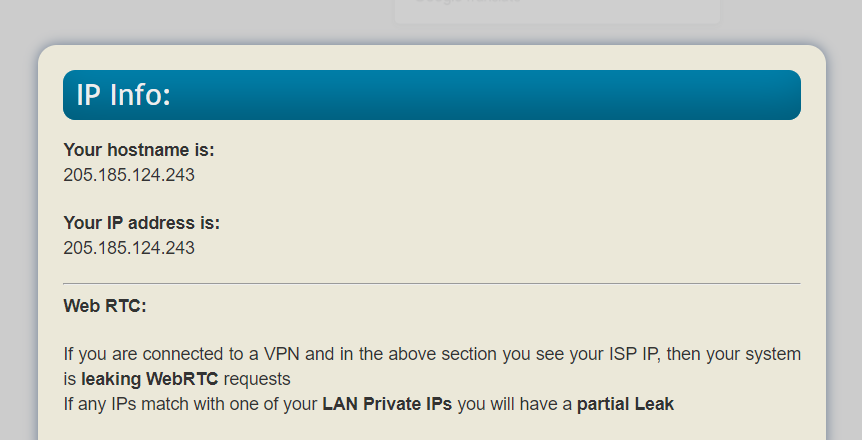 IP Info:
Your hostname is:
205.185.124.243
Your IP address is:
205.185.124.243
Web RTC:
If you are connected to a VPN and in the above section you see your ISP IP, then your system
is leaking WebRTC requests
If any IPs match with one of your LAN Private IPs you will have a partial Leak